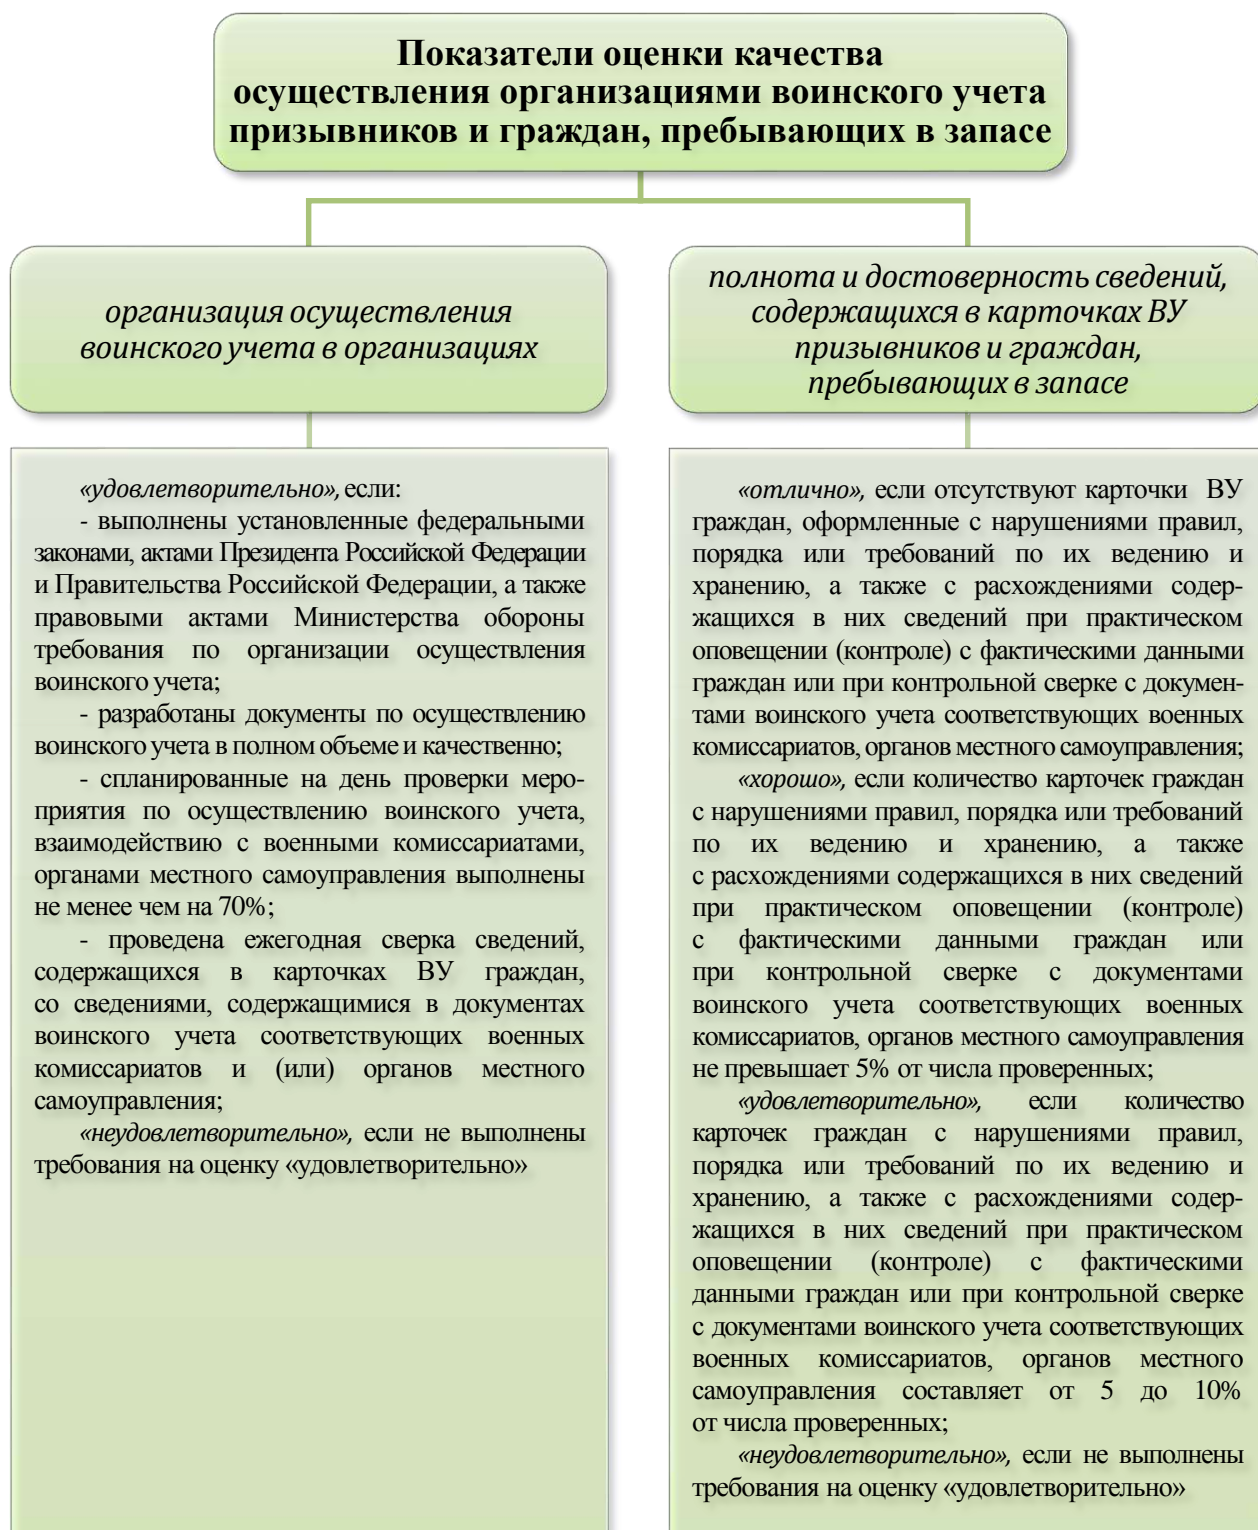 Показатели оценки качества
осуществления организациями воинского учета
призывников и граждан, пребывающих в запасе
организация осуществления
воинского учета в организациях
полнота и достоверность сведений,
содержащихся в карточках ВУ
призывников и граждан,
пребывающих в запасе
«удовлетворительно», если:
- выполнены установленные федеральными
законами, актами Президента Российской Федерации
и Правительства Российской Федерации, а также
правовыми актами Министерства обороны
требования по организации осуществления
воинского учета;
- разработаны документы по осуществлению
воинского учета в полном объеме и качественно;
- спланированные на день проверки меро-
приятия по осуществлению воинского учета,
взаимодействию с военными комиссариатами,
органами местного самоуправления выполнены
не менее чем на 70%;
- проведена ежегодная сверка сведений,
содержащихся в карточках ВУ граждан,
со сведениями, содержащимися в документах
воинского учета соответствующих военных
комиссариатов и (или) органов местного
самоуправления;
«неудовлетворительно», если не выполнены
требования на оценку «удовлетворительно»
«отлично», если отсутствуют карточки ВУ
граждан, оформленные с нарушениями правил,
порядка или требований по их ведению и
хранению, а также с расхождениями содер-
жащихся в них сведений при практическом
оповещении (контроле) с фактическими данными
граждан или при контрольной сверке с докумен-
тами воинского учета соответствующих военных
комиссариатов, органов местного самоуправления;
«хорошо», если количество карточек граждан
с нарушениями правил, порядка или требований
по их ведению и хранению, а также
с расхождениями содержащихся в них сведений
при практическом оповещении (контроле)
с фактическими данными граждан или
при контрольной сверке с документами
воинского учета соответствующих военных
комиссариатов, органов местного самоуправления
не превышает 5% от числа проверенных;
«удовлетворительно», если количество
карточек граждан с нарушениями правил,
порядка или требований по их ведению и
хранению, а также с расхождениями содер-
жащихся в них сведений при практическом
оповещении (контроле) с фактическими
данными граждан или при контрольной сверке
с документами воинского учета соответствующих
военных комиссариатов, органов местного
самоуправления составляет от 5 до 10%
от числа проверенных;
«неудовлетворительно», если не выполнены
требования на оценку «удовлетворительно»